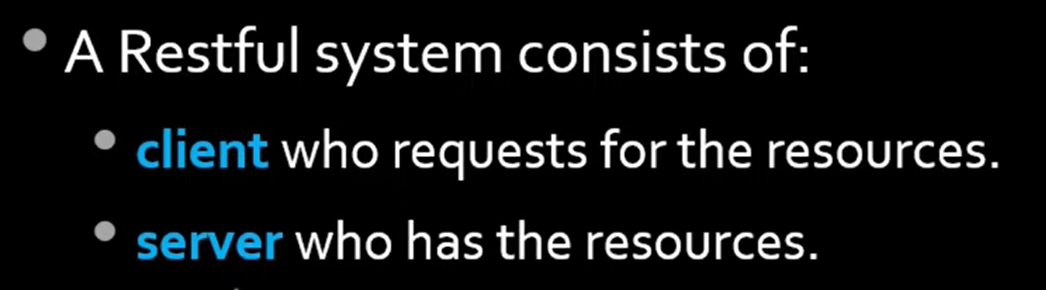 • A Restful system consists of:
• client who requests for the resources.
• server who has the resources.